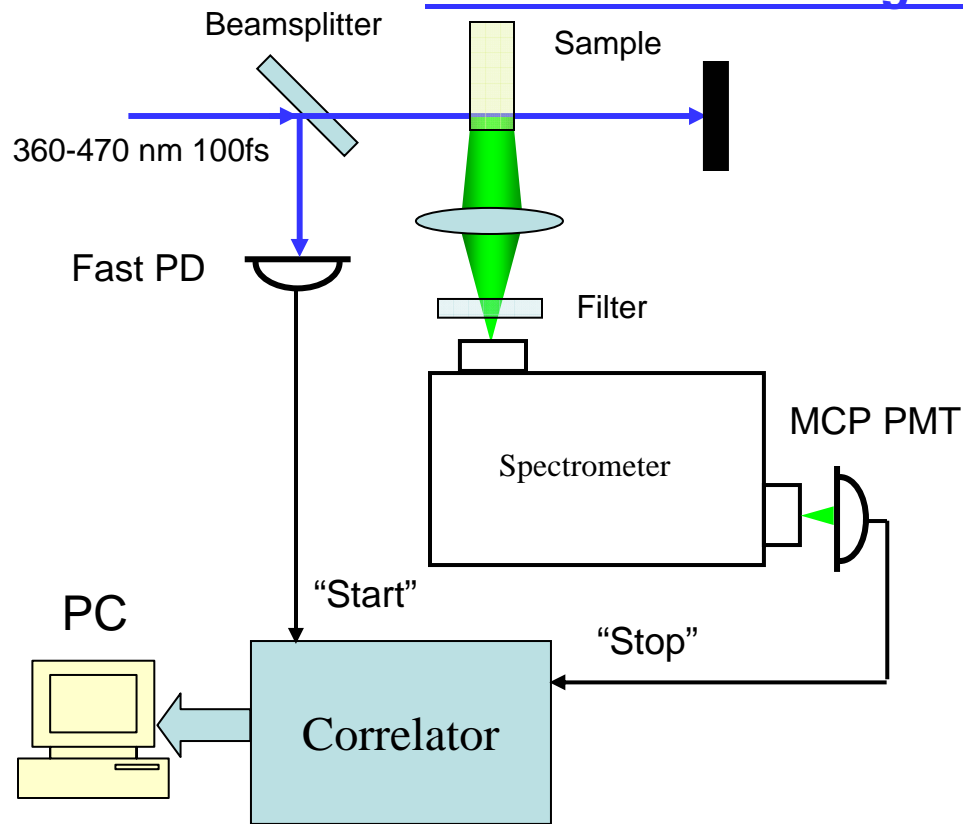 Beamsplitter
Sample
360-470 nm 100fs
Fast PD
Filter
MCP PMT
Spectrometer
“Start”
PC
“Stop”
Correlator